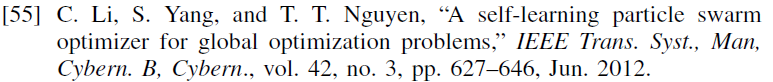 [55] C. Li, S. Yang, and T. T. Nguyen, “A self-learning particle swarm
optimizer for global optimization problems,” IEEE Trans. Syst., Man,
Cybern. B, Cybern., vol. 42, no. 3, pp. 627–646, Jun. 2012.